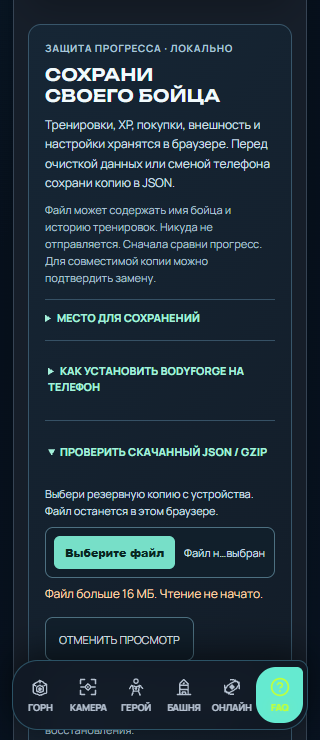 ЗАЩИТА ПРОГРЕССА · ЛОКАЛЬНО
СОХРАНИ
СВОЕГО БОЙЦА
Тренировки, XP, покупки, внешность и
настройки хранятся в браузере. Перед
очисткой данных или сменой телефона
сохрани копию в JSON.
Файл может содержать имя бойца и
историю тренировок. Никуда не
отправляется. Сначала сравни прогресс.
Для совместимой копии можно
подтвердить замену.
МЕСТО ДЛЯ СОХРАНЕНИЙ
КАК УСТАНОВИТЬ BODYFORGE НА
ТЕЛЕФОН
ПРОВЕРИТЬ СКАЧАННЫЙ JSON / GZIP
Выбери резервную копию с устройства.
Файл останется в этом браузере.
Выберите файл Файл н...выбран
Файл больше 16 МБ. Чтение не начато.
ОТМЕНИТЬ ПРОСМОТР
ГОРН КАМЕРА ГЕРОЙ БАШНЯ ОНЛАЙН FAQ
восстановления.